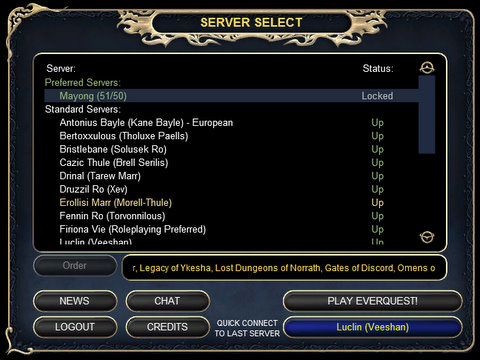 SERVER SELECT
Server: Status:
Preferred Servers:
Mayong (51/50) Locked
Standard Servers:
Antonius Bayle (Kane Bayle) - European Up
Bertoxxulous (Tholuxe Paells) Up
Bristlebane (Solusek Ro) Up
Cazic Thule (Brell Serilis) Up
Drinal (Tarew Marr) Up
Druzzil Ro (Xev) Up
Erollisi Marr (Morell-Thule) Up
Fennin Ro (Torvonnilous) Up
Firiona Vie (Roleplaying Preferred) Up
Luclin (Veeshan) Up
Order
r, Legacy of Ykesha, Lost Dungeons of Norrath, Gates of Discord, Omens o
NEWS CHAT PLAY EVERQUEST!
LOGOUT CREDITS QUICK CONNECT
TO LAST SERVER
Luclin (Veeshan)